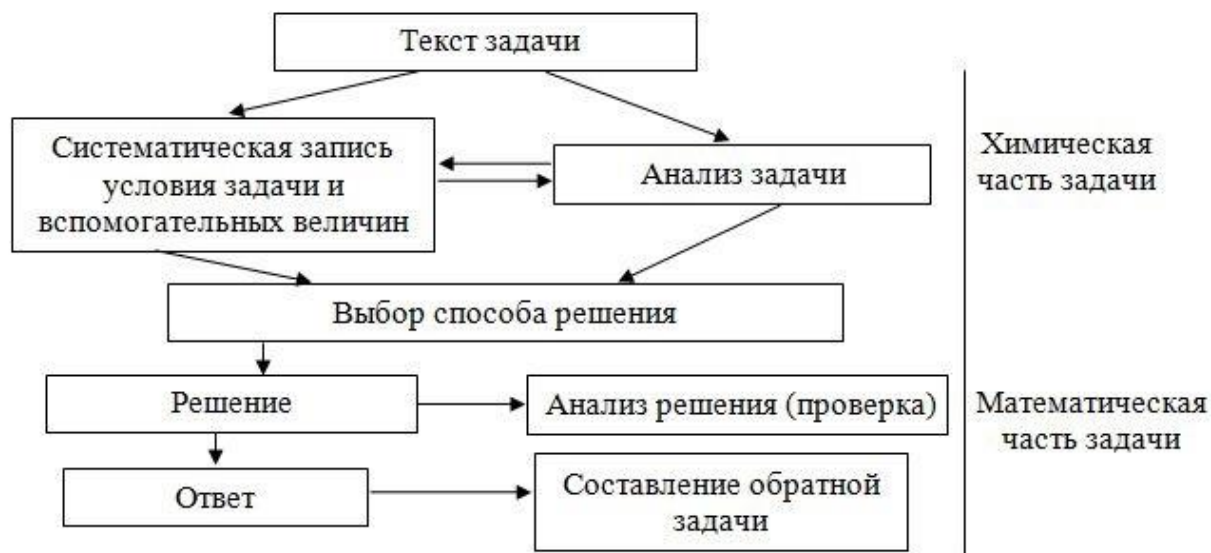 Текст задачи
Систематическая запись
условия задачи и
вспомогательных величин
Анализ задачи
Химическая
часть задачи
Выбор способа решения
Решение
Анализ решения (проверка)
Математическая
часть задачи
Ответ
Составление обратной
задачи